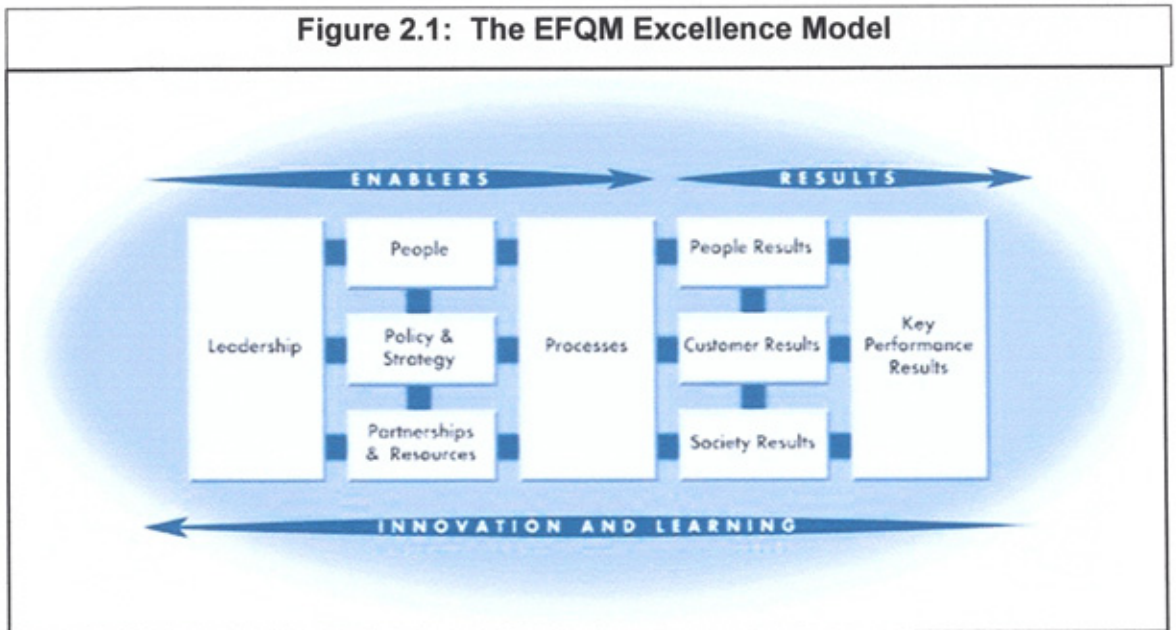 Figure 2.1: The EFQM Excellence Model
ENABLERS
RESULTS
Leadership
People
Policy &
Strategy
Partnerships
& Resources
Processes
People Results
Customer Results
Society Results
Key
Performance
Results
INNOVATION AND LEARNING